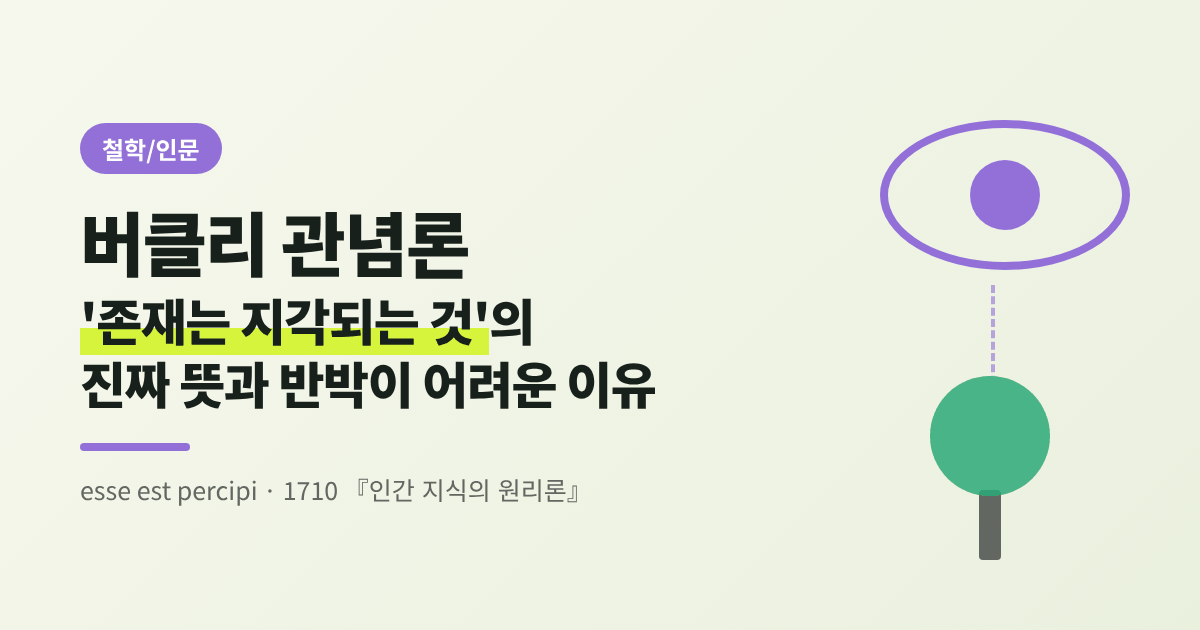 철학/인문
버클리 관념론
'존재는 지각되는 것'의
진짜 뜻과 반박이 어려운 이유
esse est percipi · 1710 『인간 지식의 원리론』